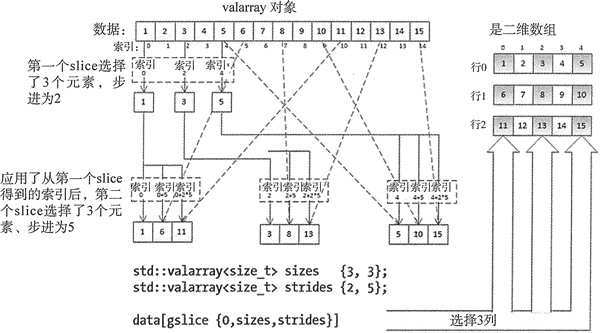 valarray 对象
数据: 1 2 3 4 5 6 7 8 9 10 11 12 13 14 15
索引: 0 1 2 3 4 5 6 7 8 9 10 11 12 13 14
第一个slice选择
了3个元素，步
进为2
索引 0 索引 2 索引 4
1 3 5
应用了从第一个slice
得到的索引后，第二
个slice选择了3个元
素、步进为5
索引 0 索引 0+5 索引 0+2*5
索引 2 索引 2+5 索引 2+2*5
索引 4 索引 4+5 索引 4+2*5
1 6 11
3 8 13
5 10 15
std::valarray<size_t> sizes {3, 3};
std::valarray<size_t> strides {2, 5};
data[gslice {0,sizes,strides}]
是二维数组
0 1 2 3 4
行0 1 2 3 4 5
行1 6 7 8 9 10
行2 11 12 13 14 15
选择3列